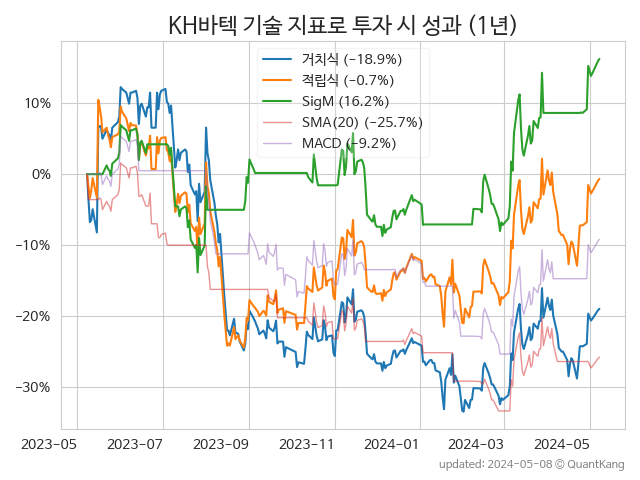 KH바텍 기술 지표로 투자 시 성과 (1년)
거치식 (−18.9%)
적립식 (−0.7%)
SigM (16.2%)
SMA(20) (−25.7%)
MACD (−9.2%)
10%
0%
−10%
−20%
−30%
2023-05 2023-07 2023-09 2023-11 2024-01 2024-03 2024-05
updated: 2024-05-08 ⓒ QuantKang